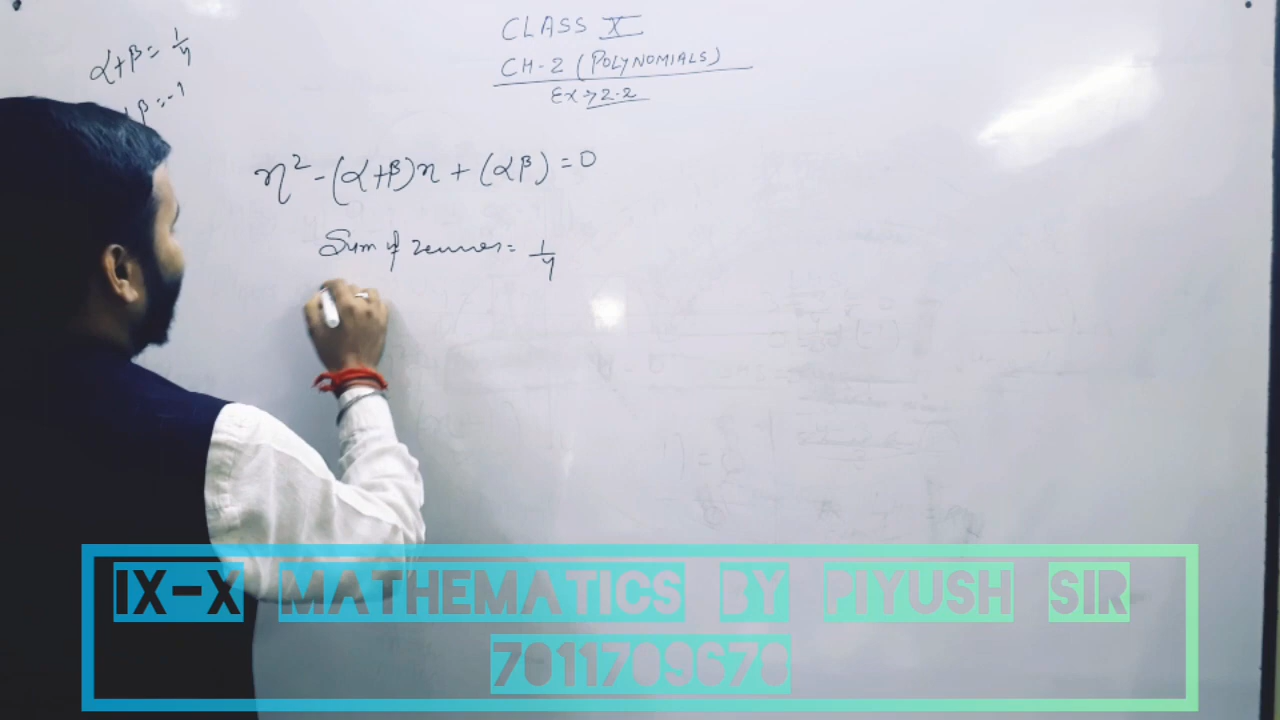 α+β = 1/4
β = -1
CLASS X
CH-2 (POLYNOMIALS)
Ex → 2.2
x² - (α+β)x + (αβ) = 0
Sum of zeroes = 1/4
IX-X MATHEMATICS BY PIYUSH SIR
7011709670